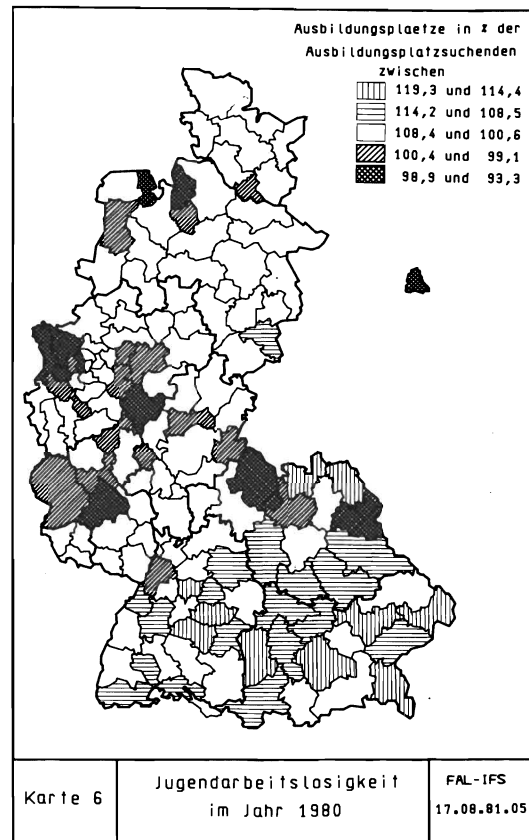 Ausbildungsplaetze in % der
Ausbildungsplatzsuchenden
zwischen
119,3 und 114,4
114,2 und 108,5
108,4 und 100,6
100,4 und 99,1
98,9 und 93,3
Karte 6
Jugendarbeitslosigkeit
im Jahr 1980
FAL-IFS
17.08.81.05